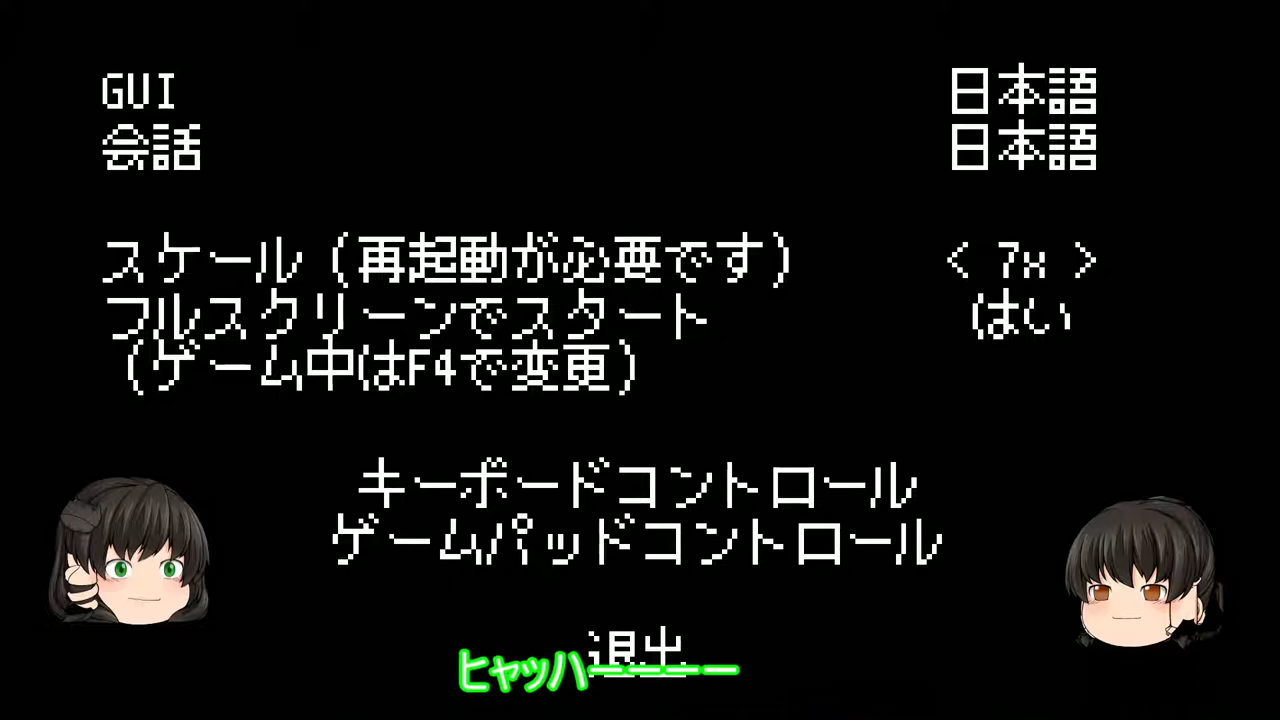 GUI 日本語
会話 日本語
スケール(再起動が必要です) < 7x >
フルスクリーンでスタート はい
(ゲーム中はF4で変更)
キーボードコントロール
ゲームパッドコントロール
退出
ヒャッハーーーー